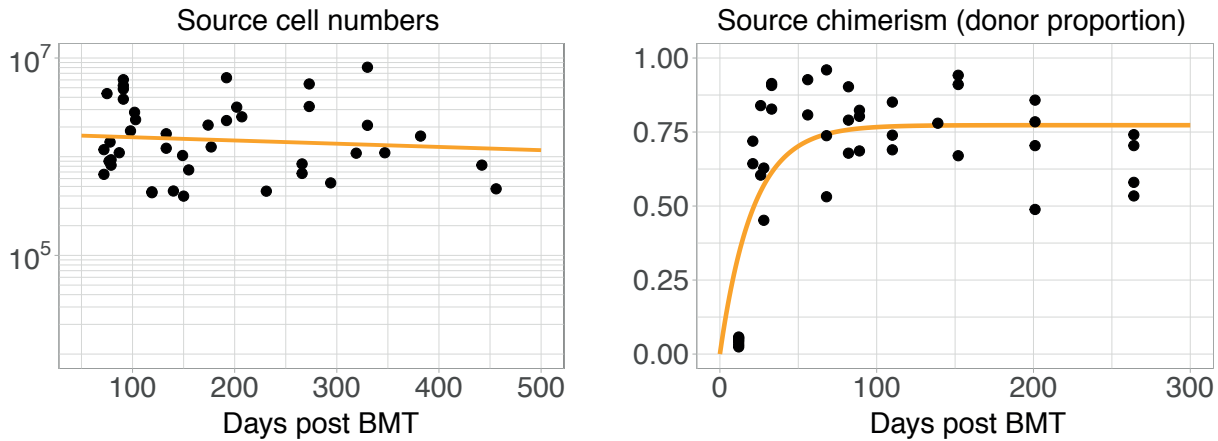 Source cell numbers
10^7
10^5
100 200 300 400 500
Days post BMT
Source chimerism (donor proportion)
1.00
0.75
0.50
0.25
0.00
0 100 200 300
Days post BMT